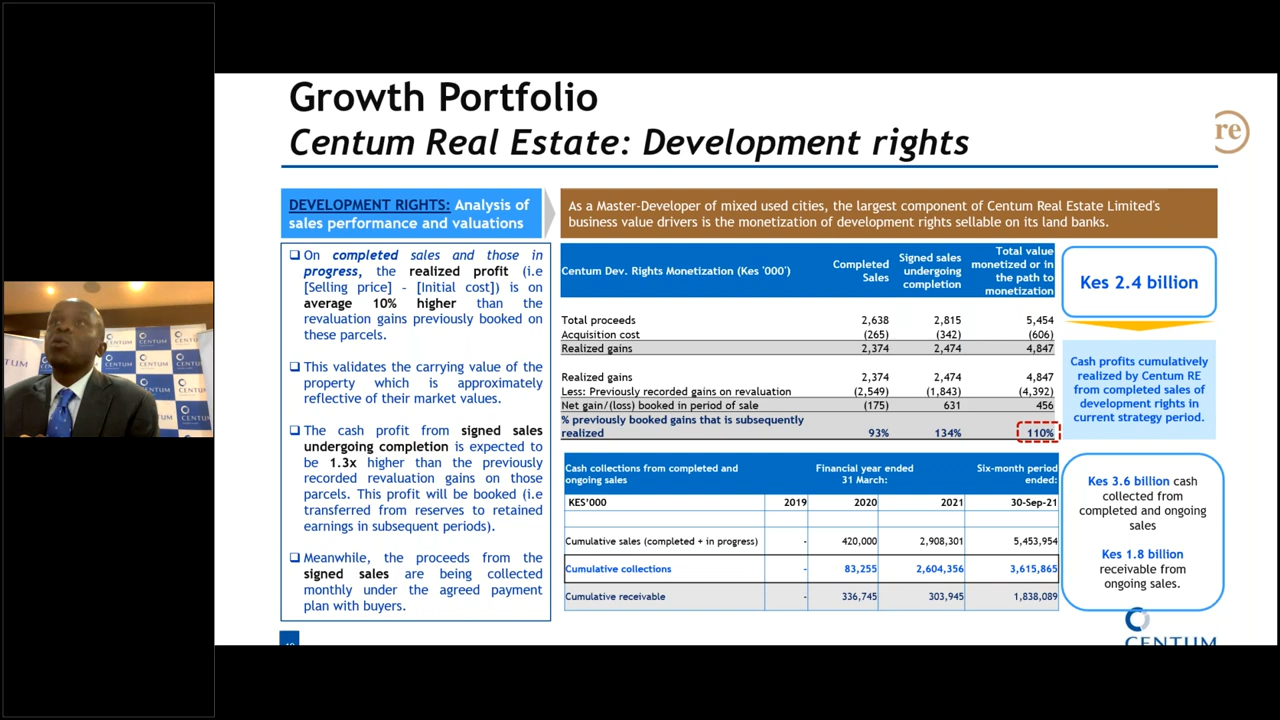 Growth Portfolio
Centum Real Estate: Development rights
re
DEVELOPMENT RIGHTS: Analysis of
sales performance and valuations
As a Master-Developer of mixed used cities, the largest component of Centum Real Estate Limited's
business value drivers is the monetization of development rights sellable on its land banks.
On completed sales and those in
progress, the realized profit (i.e
[Selling price] - [Initial cost]) is on
average 10% higher than the
revaluation gains previously booked on
these parcels.
This validates the carrying value of the
property which is approximately
reflective of their market values.
The cash profit from signed sales
undergoing completion is expected to
be 1.3x higher than the previously
recorded revaluation gains on those
parcels. This profit will be booked (i.e
transferred from reserves to retained
earnings in subsequent periods).
Meanwhile, the proceeds from the
signed sales are being collected
monthly under the agreed payment
plan with buyers.
Centum Dev. Rights Monetization (Kes '000') Completed Sales Signed sales undergoing completion Total value monetized or in the path to monetization
Total proceeds 2,638 2,815 5,454
Acquisition cost (265) (342) (606)
Realized gains 2,374 2,474 4,847
Realized gains 2,374 2,474 4,847
Less: Previously recorded gains on revaluation (2,549) (1,843) (4,392)
Net gain/(loss) booked in period of sale (175) 631 456
% previously booked gains that is subsequently
realized 93% 134% 110%
Kes 2.4 billion
Cash profits cumulatively
realized by Centum RE
from completed sales of
development rights in
current strategy period.
Cash collections from completed and ongoing sales Financial year ended 31 March: Six-month period ended:
KES'000 2019 2020 2021 30-Sep-21
Cumulative sales (completed + in progress) - 420,000 2,908,301 5,453,954
Cumulative collections - 83,255 2,604,356 3,615,865
Cumulative receivable - 336,745 303,945 1,838,089
Kes 3.6 billion cash
collected from
completed and ongoing
sales
Kes 1.8 billion
receivable from
ongoing sales.
CENTUM